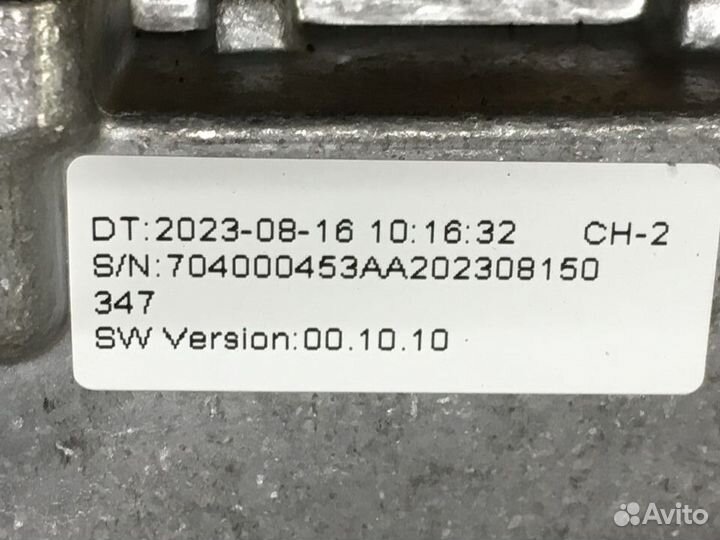 DT:2023-08-16 10:16:32 CH-2
S/N:704000453AA202308150
347
SW Version:00.10.10
Avito